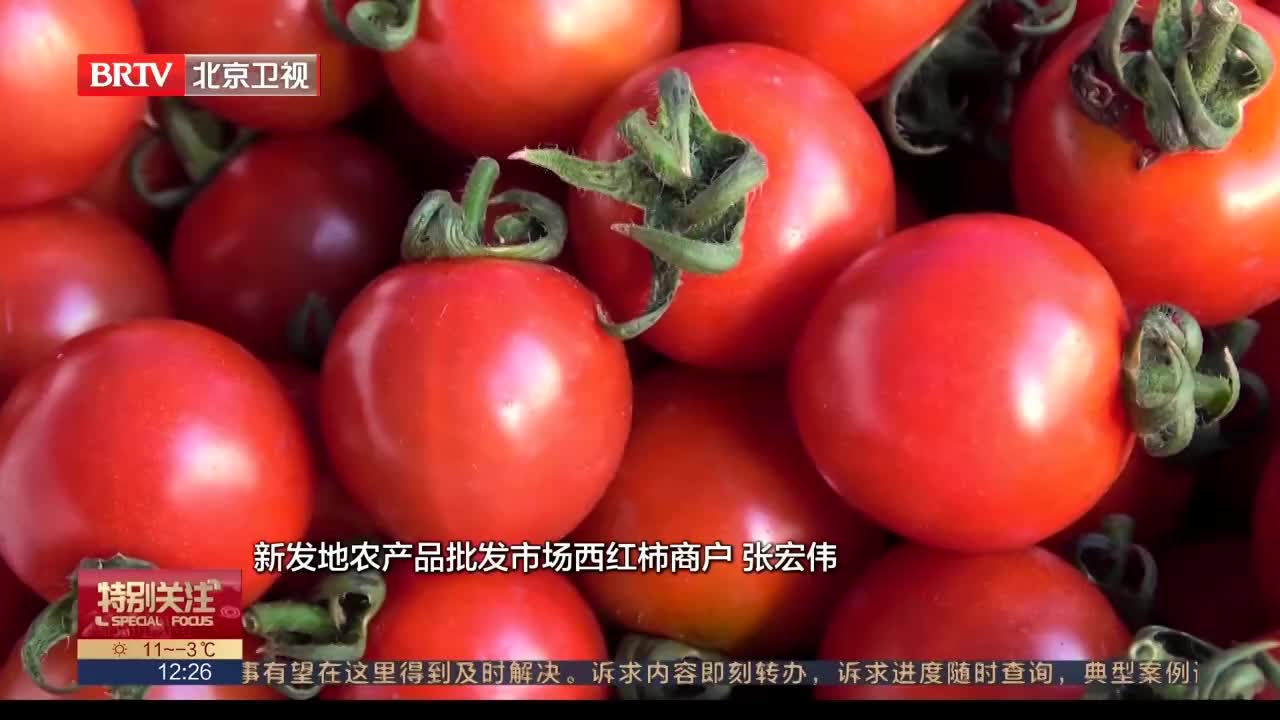 BRTV 北京卫视
新发地农产品批发市场西红柿商户 张宏伟
特别关注
SPECIAL FOCUS
11~-3℃
12:26
事有望在这里得到及时解决。诉求内容即刻转办，诉求进度随时查询，典型案例